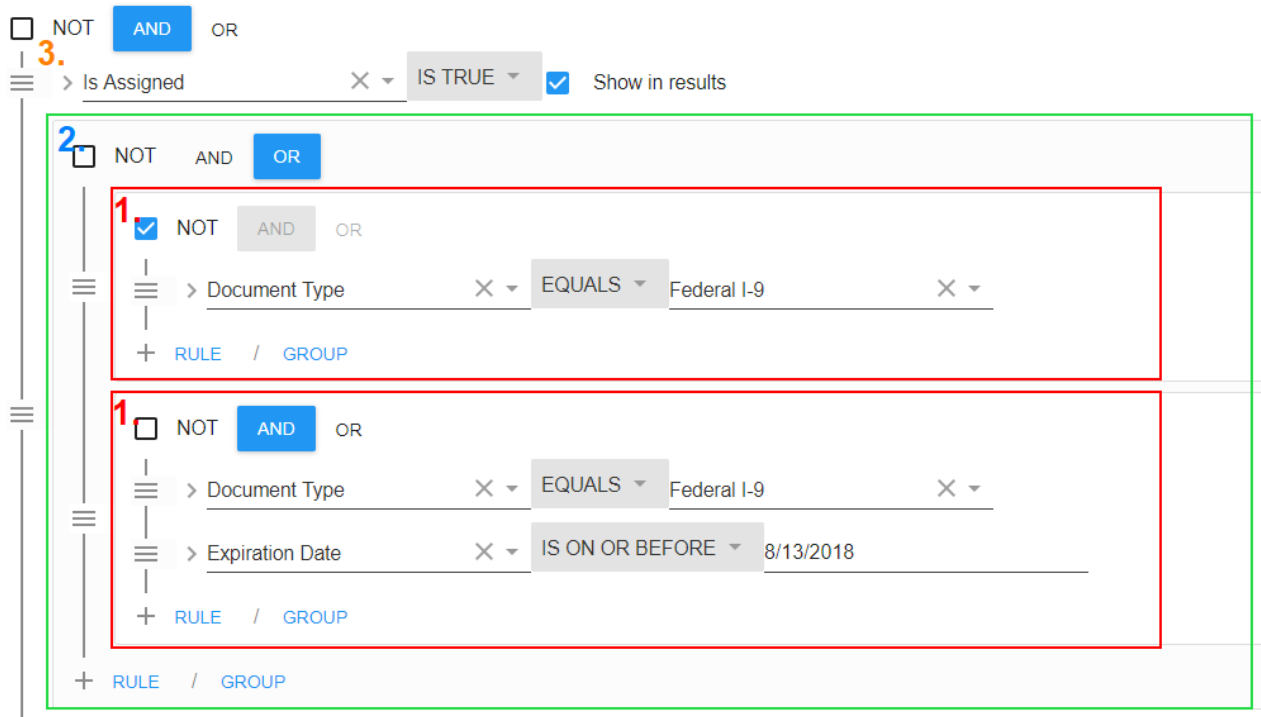 NOT AND OR
3.
Is Assigned IS TRUE Show in results
2.
NOT AND OR
1.
NOT AND OR
Document Type EQUALS Federal I-9
+ RULE / GROUP
1.
NOT AND OR
Document Type EQUALS Federal I-9
Expiration Date IS ON OR BEFORE 8/13/2018
+ RULE / GROUP
+ RULE / GROUP